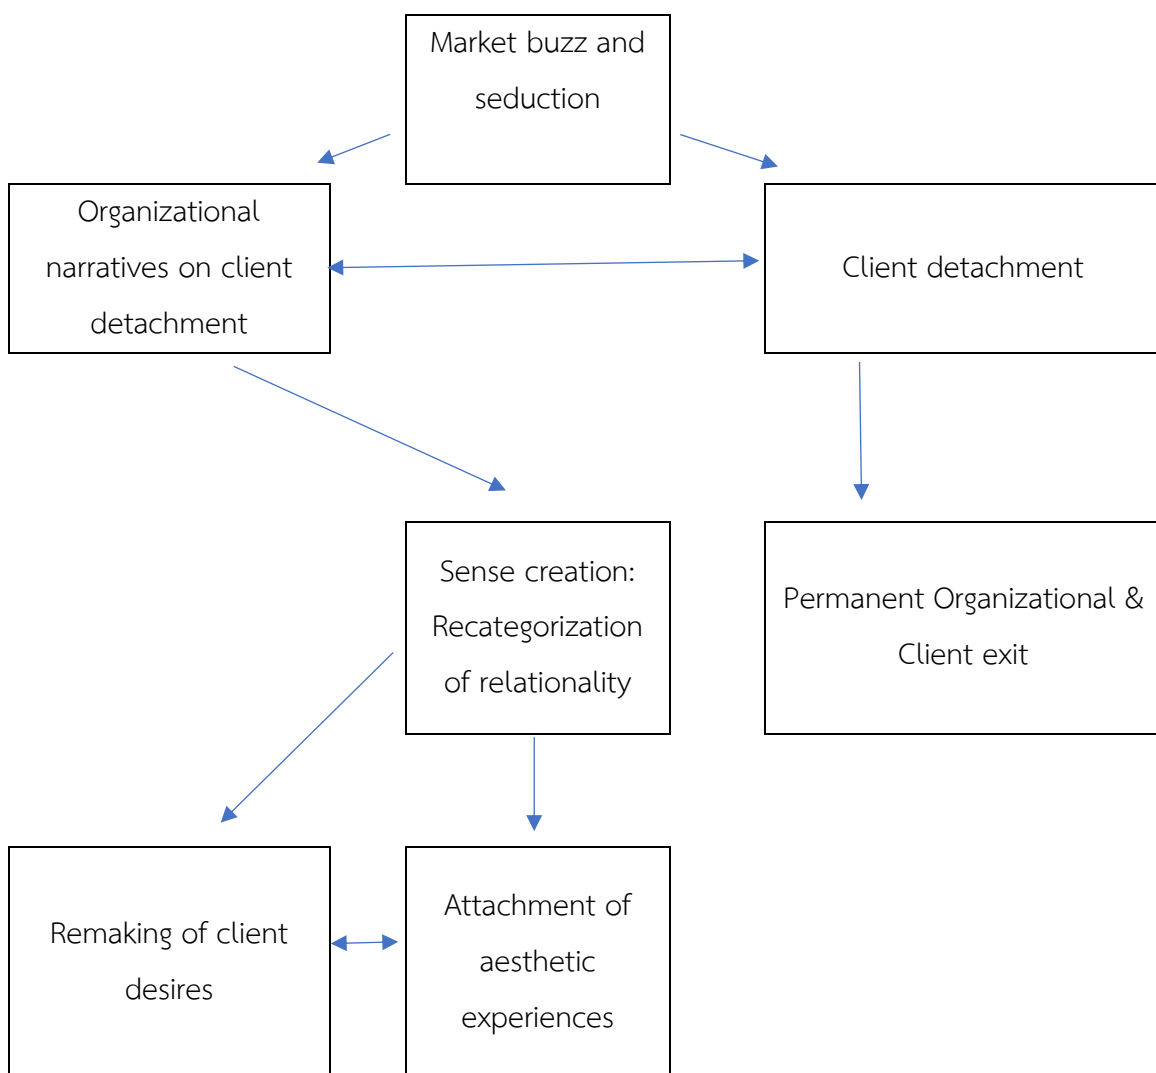 Market buzz and
seduction
Organizational
narratives on client
detachment
Client detachment
Sense creation:
Recategorization
of relationality
Permanent Organizational &
Client exit
Remaking of client
desires
Attachment of
aesthetic
experiences